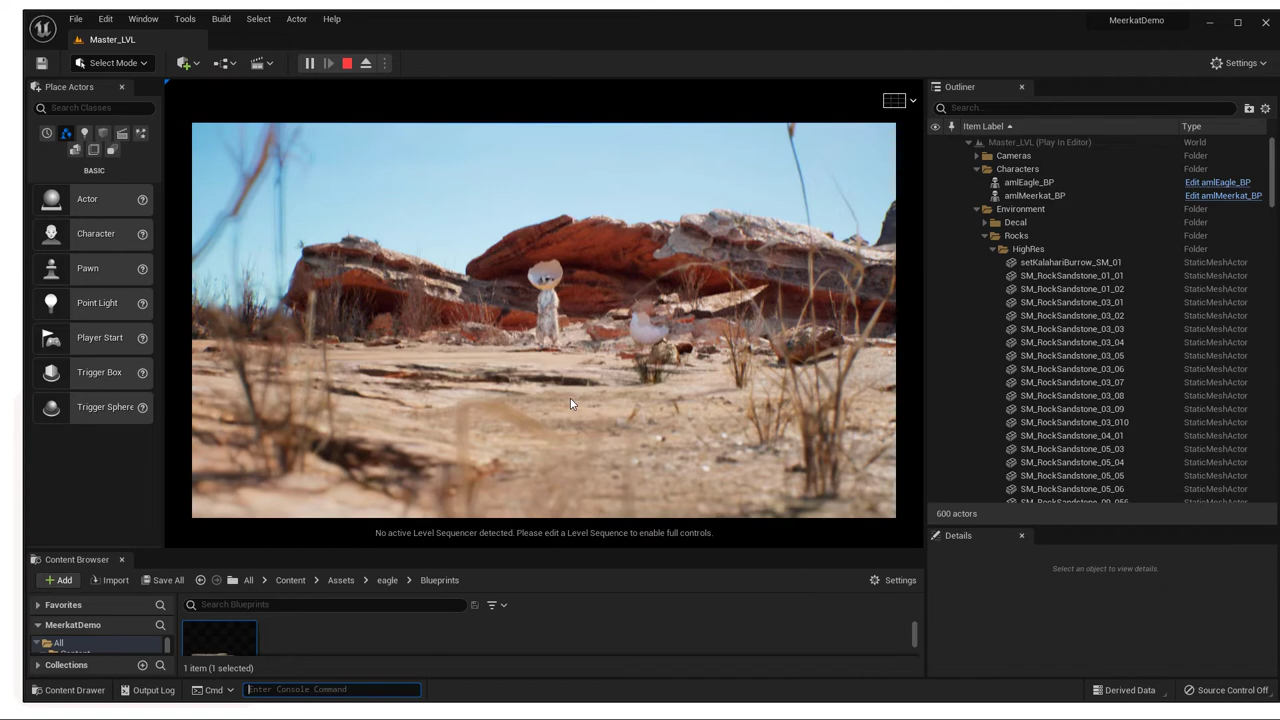 File Edit Window Tools Build Select Actor Help
MeerkatDemo
Master_LVL
Select Mode
Settings
Place Actors
Search Classes
BASIC
Actor
Character
Pawn
Point Light
Player Start
Trigger Box
Trigger Sphere
No active Level Sequencer detected. Please edit a Level Sequence to enable full controls.
Outliner
Search...
Item Label Type
Master_LVL (Play In Editor) World
Cameras Folder
Characters Folder
amlEagle_BP Edit amlEagle_BP
amlMeerkat_BP Edit amlMeerkat_BP
Environment Folder
Decal Folder
Rocks Folder
HighRes Folder
setKalahariBurrow_SM_01 StaticMeshActor
SM_RockSandstone_01_01 StaticMeshActor
SM_RockSandstone_01_02 StaticMeshActor
SM_RockSandstone_03_01 StaticMeshActor
SM_RockSandstone_03_02 StaticMeshActor
SM_RockSandstone_03_03 StaticMeshActor
SM_RockSandstone_03_04 StaticMeshActor
SM_RockSandstone_03_05 StaticMeshActor
SM_RockSandstone_03_06 StaticMeshActor
SM_RockSandstone_03_07 StaticMeshActor
SM_RockSandstone_03_08 StaticMeshActor
SM_RockSandstone_03_09 StaticMeshActor
SM_RockSandstone_03_010 StaticMeshActor
SM_RockSandstone_04_01 StaticMeshActor
SM_RockSandstone_05_03 StaticMeshActor
SM_RockSandstone_05_04 StaticMeshActor
SM_RockSandstone_05_05 StaticMeshActor
SM_RockSandstone_05_06 StaticMeshActor
600 actors
Details
Select an object to view details.
Content Browser
Add Import Save All All Content Assets eagle Blueprints Settings
Favorites
Search Blueprints
MeerkatDemo
All
Collections
1 item (1 selected)
Content Drawer Output Log Cmd Enter Console Command Derived Data Source Control Off